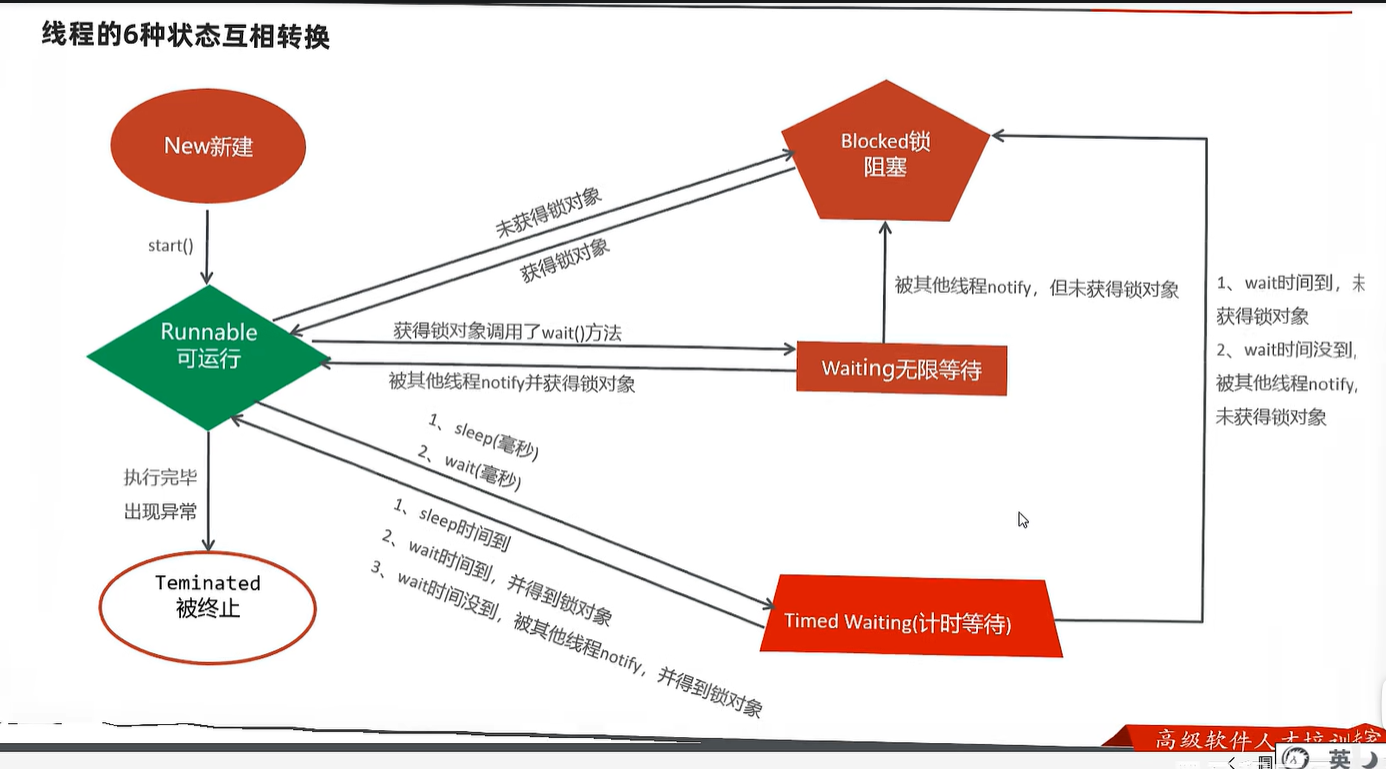 线程的6种状态互相转换
New新建
start()
Runnable
可运行
执行完毕
出现异常
Teminated
被终止
未获得锁对象
获得锁对象
获得锁对象调用了wait()方法
被其他线程notify并获得锁对象
1、sleep(毫秒)
2、wait(毫秒)
1、sleep时间到
2、wait时间到，并得到锁对象
3、wait时间没到，被其他线程notify，并得到锁对象
Blocked锁
阻塞
被其他线程notify，但未获得锁对象
Waiting无限等待
Timed Waiting(计时等待)
1、wait时间到，未
获得锁对象
2、wait时间没到,
被其他线程notify,
未获得锁对象
高级软件人才培训
英